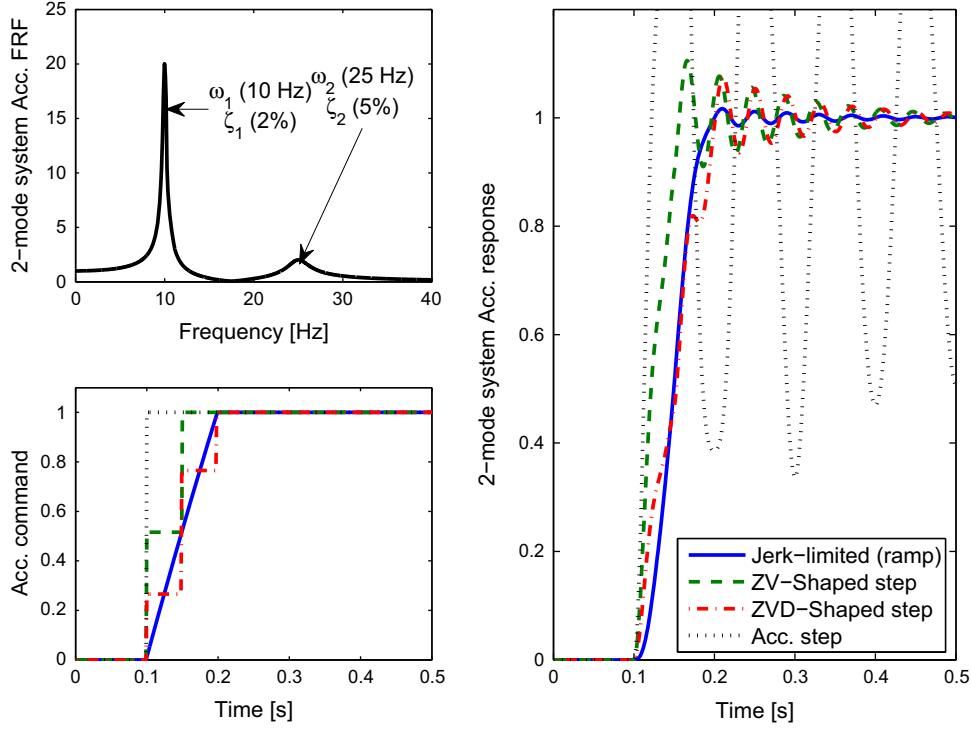 2−mode system Acc. FRF
25
20
15
10
5
0
ω1 (10 Hz)
ζ1 (2%)
ω2 (25 Hz)
ζ2 (5%)
0 10 20 30 40
Frequency [Hz]
Acc. command
1
0.8
0.6
0.4
0.2
0
0 0.1 0.2 0.3 0.4 0.5
Time [s]
2−mode system Acc. response
1
0.8
0.6
0.4
0.2
0
Jerk−limited (ramp)
ZV−Shaped step
ZVD−Shaped step
Acc. step
0 0.1 0.2 0.3 0.4 0.5
Time [s]